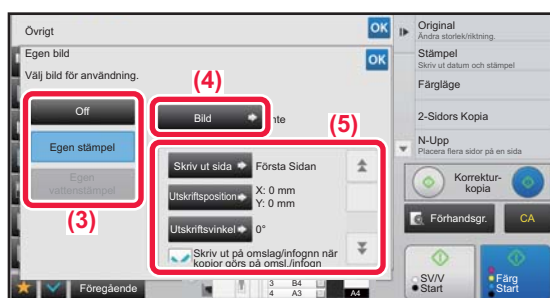 Övrigt
OK
Egen bild
OK
Välj bild för användning.
(4)
Off
Egen stämpel
Egen
vattenstämpel
(3)
Bild
nte
(5)
Skriv ut sida
Första Sidan
Utskriftsposition
X: 0 mm
Y: 0 mm
Utskriftsvinkel
0°
Skriv ut på omslag/infognn när
kopior görs på omsl./infogn
Föregående
3 B4
4 A3
A4
Original
Ändra storlek/riktning.
Stämpel
Skriv ut datum och stämpel
Färgläge
2-Sidors Kopia
N-Upp
Placera flera sidor på en sida
Korrektur-
kopia
Förhandsgr.
CA
SV/V
Start
Färg
Start